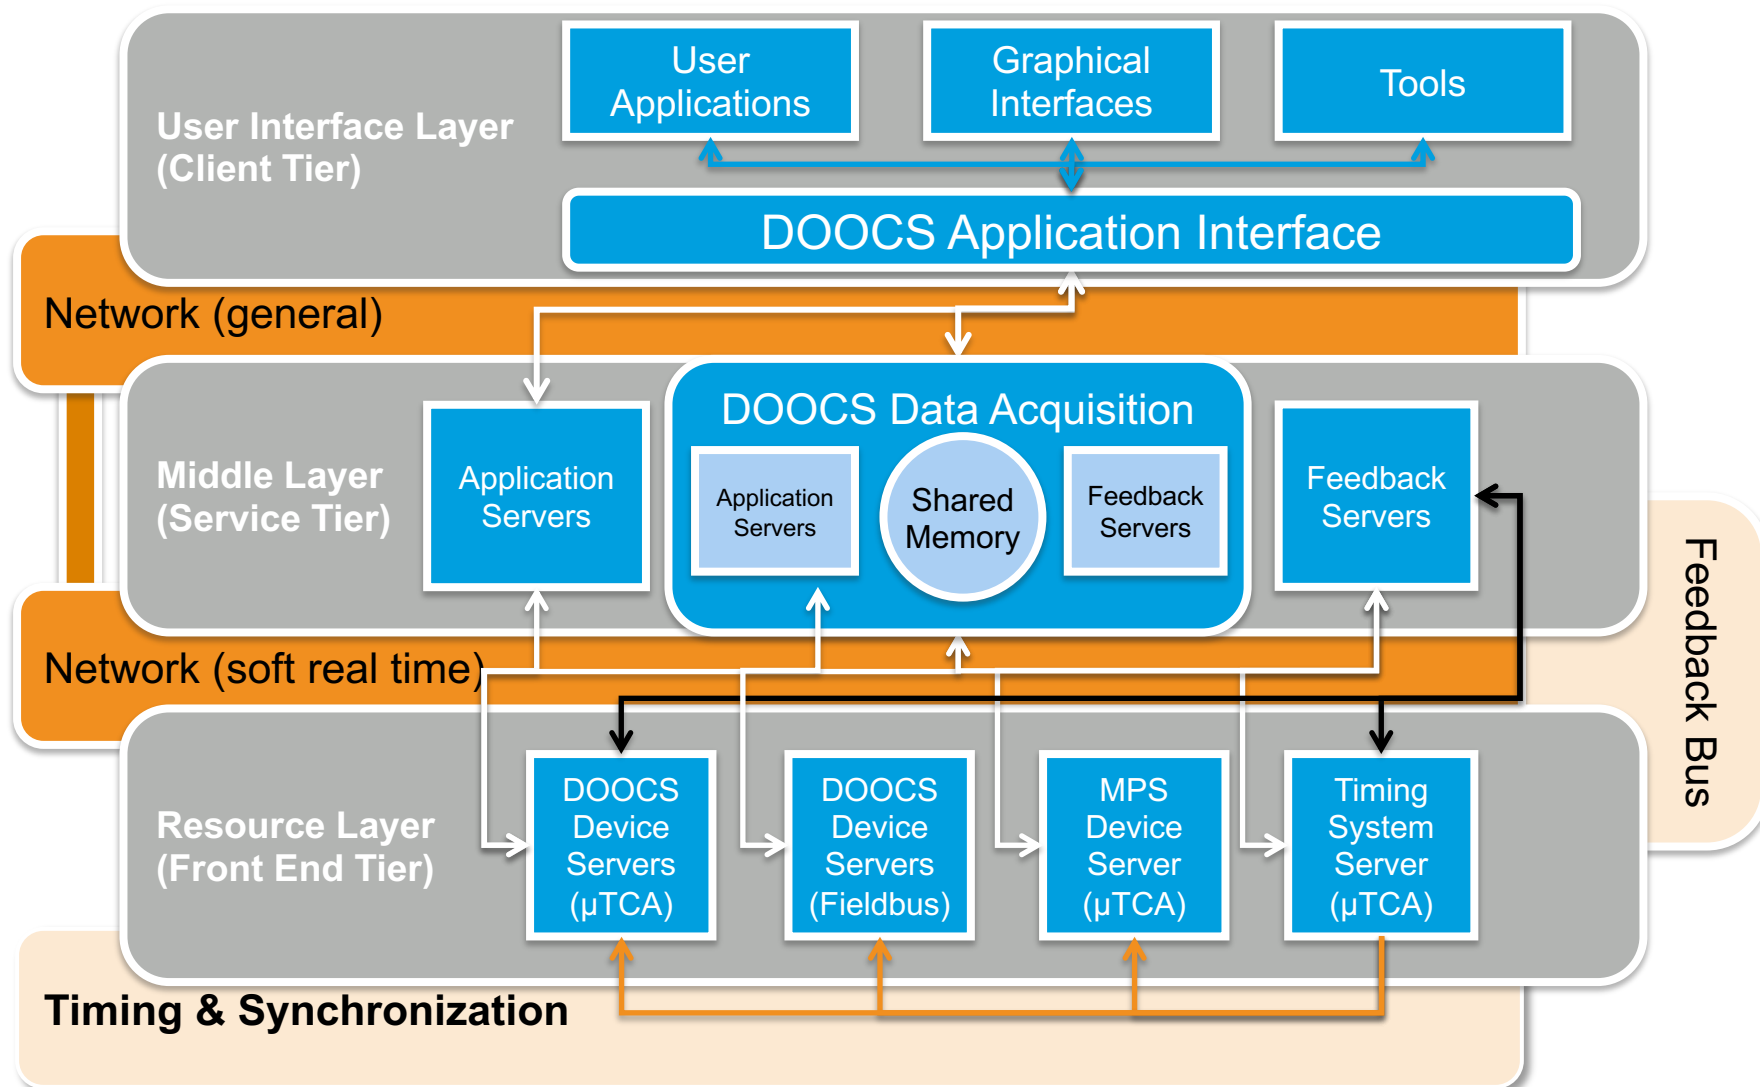 User
Applications
Graphical
Interfaces
Tools
User Interface Layer
(Client Tier)
DOOCS Application Interface
Network (general)
DOOCS Data Acquisition
Middle Layer
(Service Tier)
Application
Servers
Application
Servers
Shared
Memory
Feedback
Servers
Feedback
Servers
Feedback Bus
Network (soft real time)
Resource Layer
(Front End Tier)
DOOCS
Device
Servers
(µTCA)
DOOCS
Device
Servers
(Fieldbus)
MPS
Device
Server
(µTCA)
Timing
System
Server
(µTCA)
Timing & Synchronization